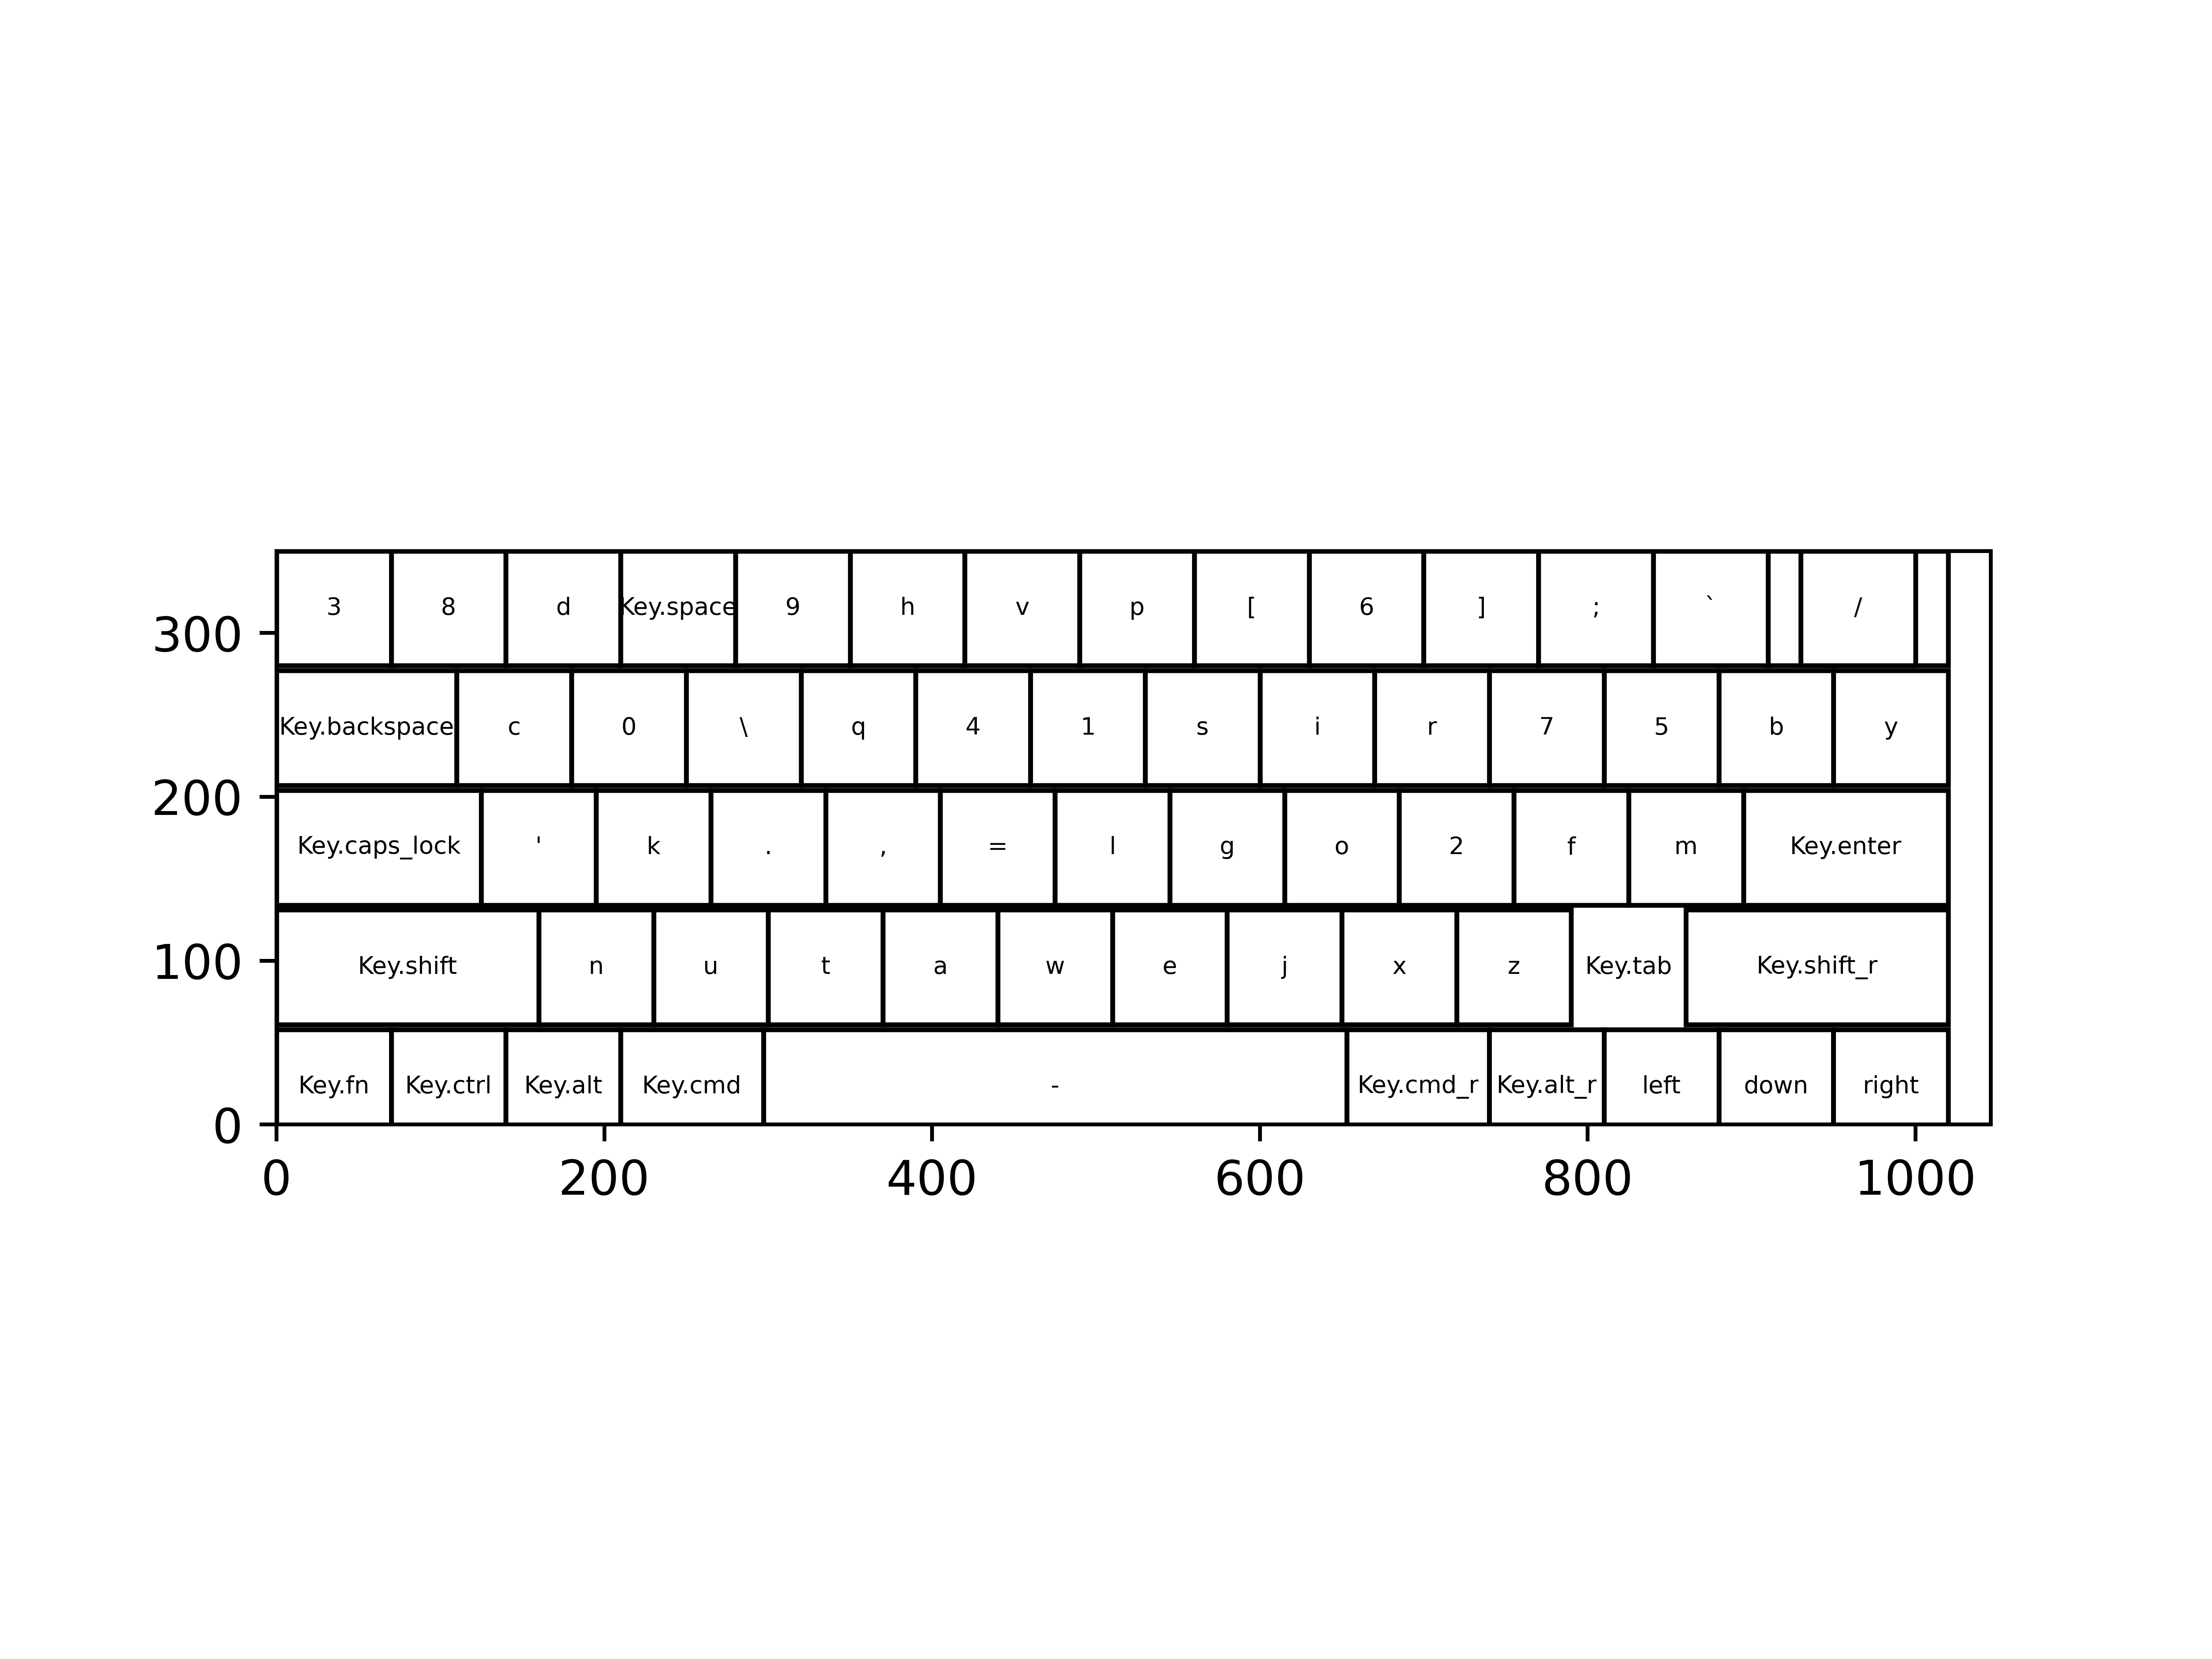 3 8 d Key.space 9 h v p [ 6 ] ; ` /
300
Key.backspace c 0 \ q 4 1 s i r 7 5 b y
200
Key.caps_lock ' k . , = l g o 2 f m Key.enter
Key.shift n u t a w e j x z Key.tab Key.shift_r
100
Key.fn Key.ctrl Key.alt Key.cmd - Key.cmd_r Key.alt_r left down right
0
0 200 400 600 800 1000